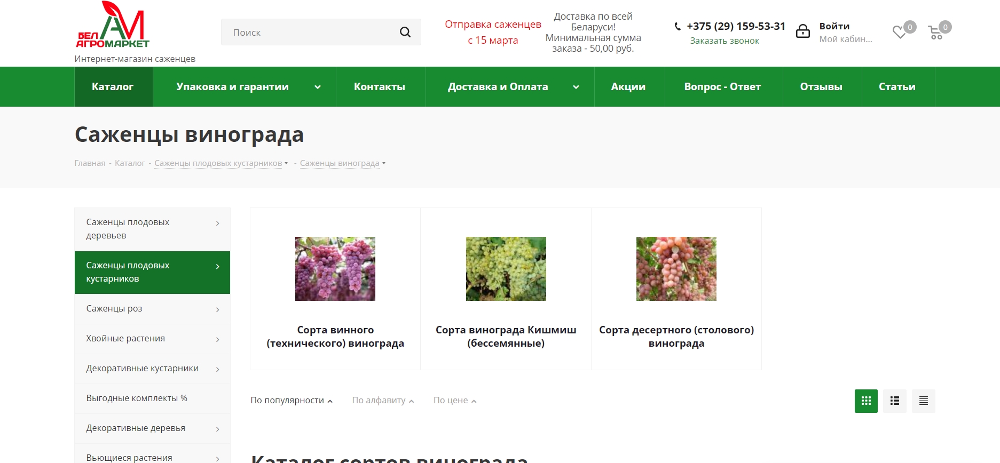 АМ
БЕЛ
АГРОМАРКЕТ
Интернет-магазин саженцев
Поиск
Отправка саженцев
с 15 марта
Доставка по всей
Беларуси!
Минимальная сумма
заказа - 50,00 руб.
+375 (29) 159-53-31
Заказать звонок
Войти
Мой кабин...
0
0
Каталог
Упаковка и гарантии
Контакты
Доставка и Оплата
Акции
Вопрос - Ответ
Отзывы
Статьи
Саженцы винограда
Главная - Каталог - Саженцы плодовых кустарников - Саженцы винограда
Саженцы плодовых
деревьев
Саженцы плодовых
кустарников
Саженцы роз
Хвойные растения
Декоративные кустарники
Выгодные комплекты %
Декоративные деревья
Вьющиеся растения
Сорта винного
(технического) винограда
Сорта винограда Кишмиш
(бессемянные)
Сорта десертного (столового)
винограда
По популярности
По алфавиту
По цене
Каталог сортов винограда